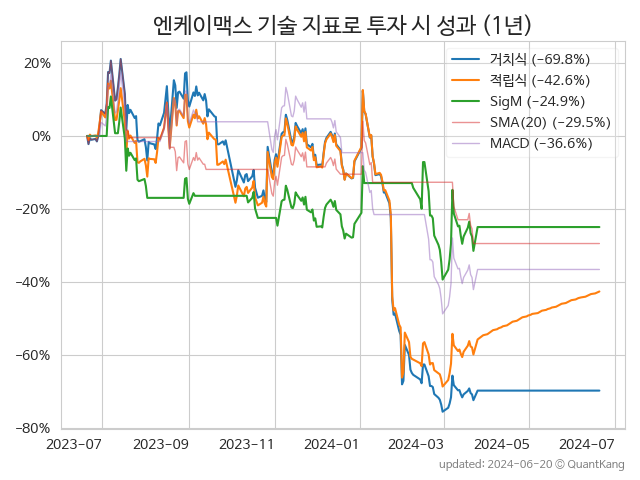 엔케이맥스 기술 지표로 투자 시 성과 (1년)
20%
0%
−20%
−40%
−60%
−80%
거치식 (−69.8%)
적립식 (−42.6%)
SigM (−24.9%)
SMA(20) (−29.5%)
MACD (−36.6%)
2023-07 2023-09 2023-11 2024-01 2024-03 2024-05 2024-07
updated: 2024-06-20 © QuantKang